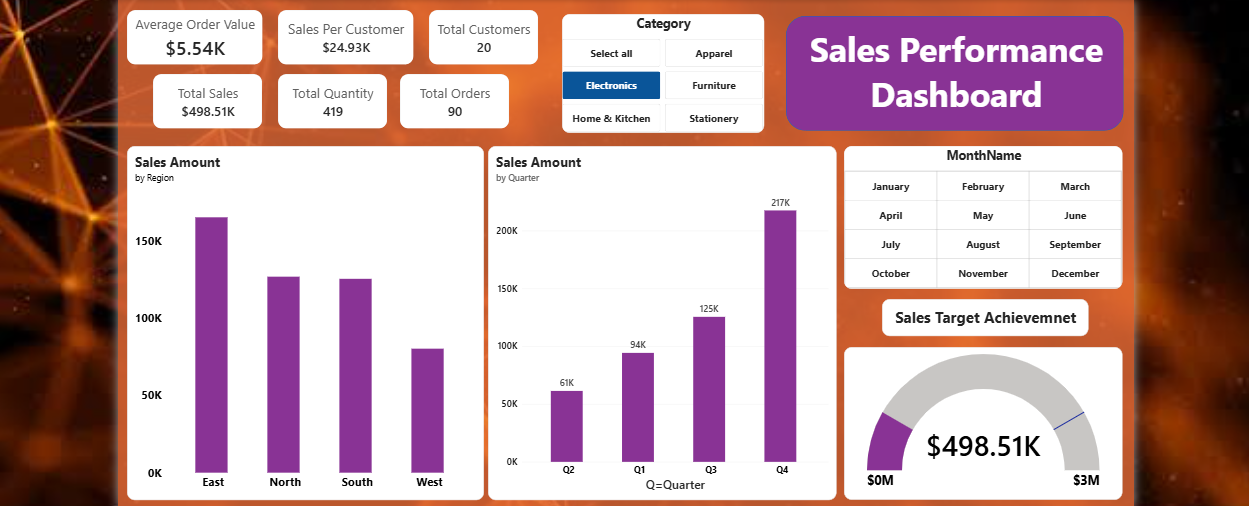 Average Order Value
$5.54K
Sales Per Customer
$24.93K
Total Customers
20
Total Sales
$498.51K
Total Quantity
419
Total Orders
90
Category
Select all
Apparel
Electronics
Furniture
Home & Kitchen
Stationery
Sales Performance
Dashboard
Sales Amount
by Region
150K
100K
50K
0K
East
North
South
West
Sales Amount
by Quarter
200K
150K
100K
50K
0K
61K
94K
125K
217K
Q2
Q1
Q3
Q4
Q=Quarter
MonthName
January
February
March
April
May
June
July
August
September
October
November
December
Sales Target Achievemnet
$498.51K
$0M
$3M